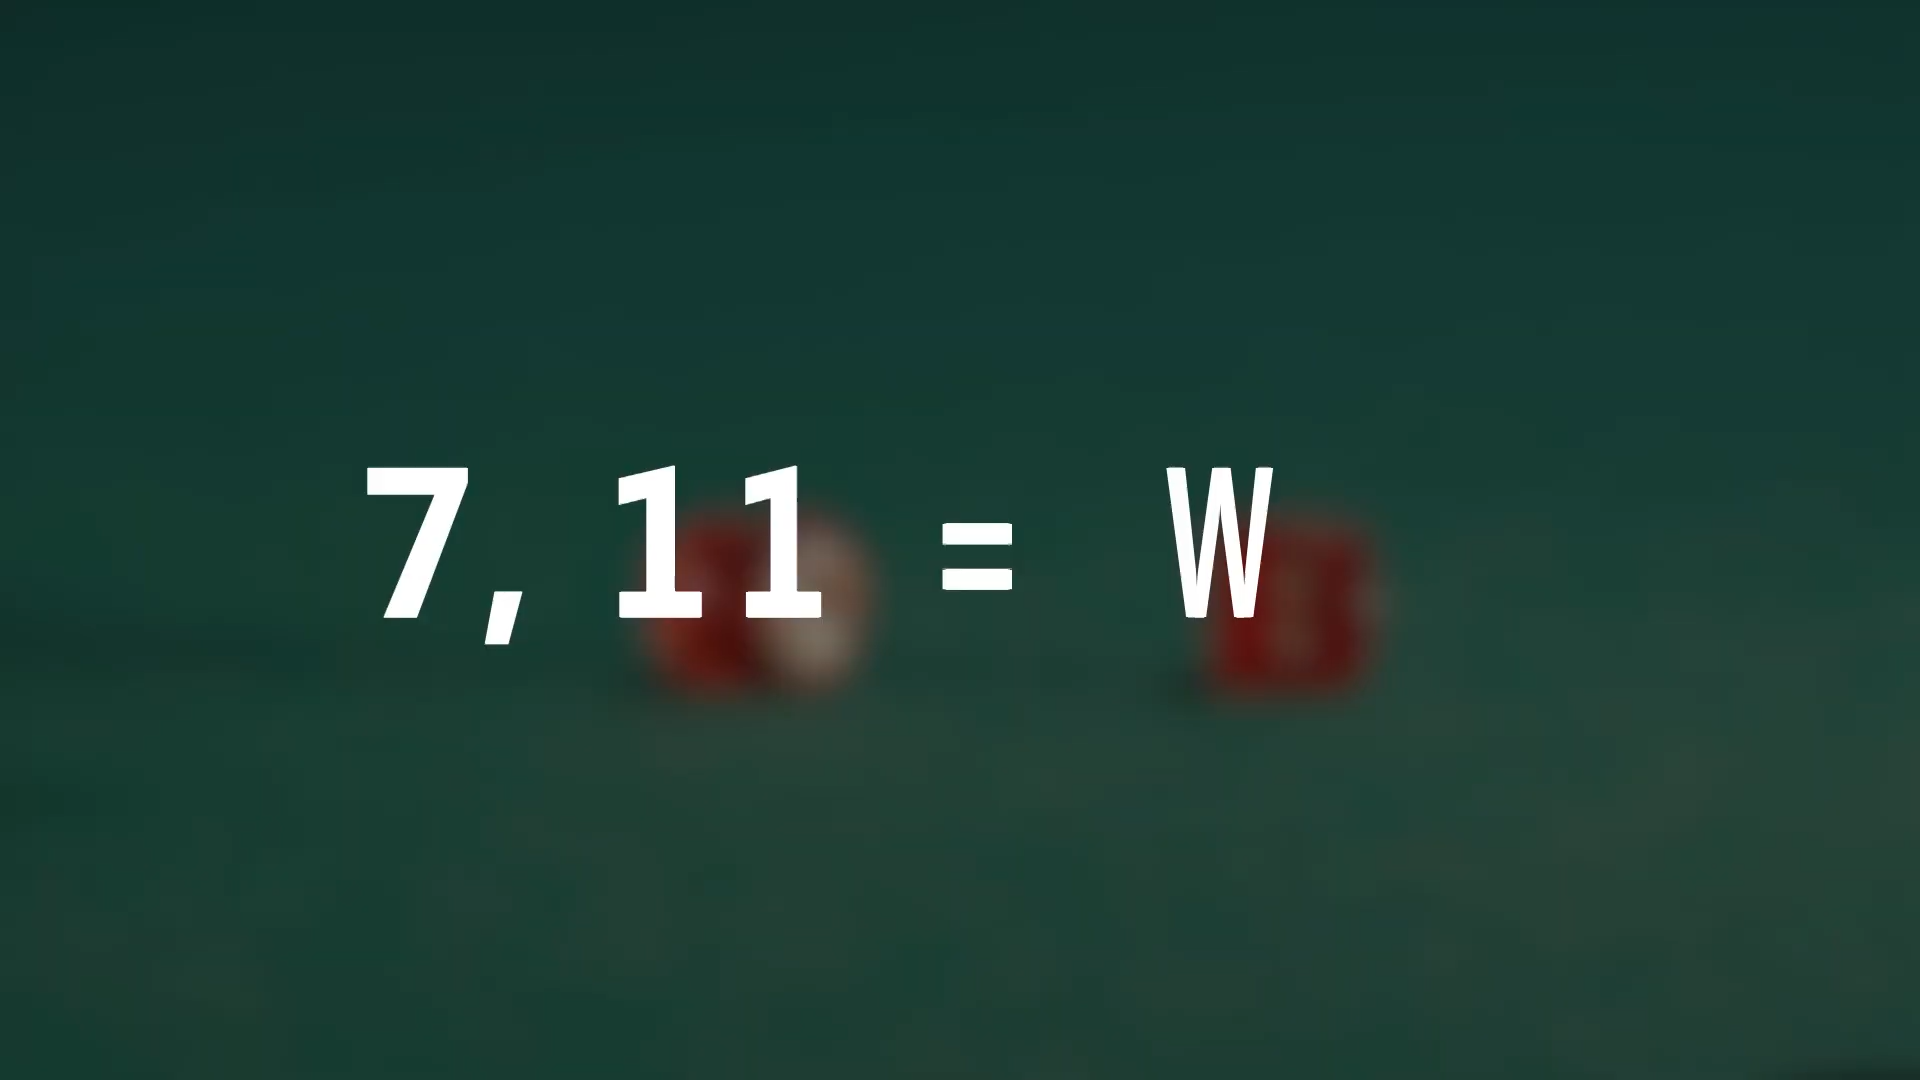 7, 11 = W